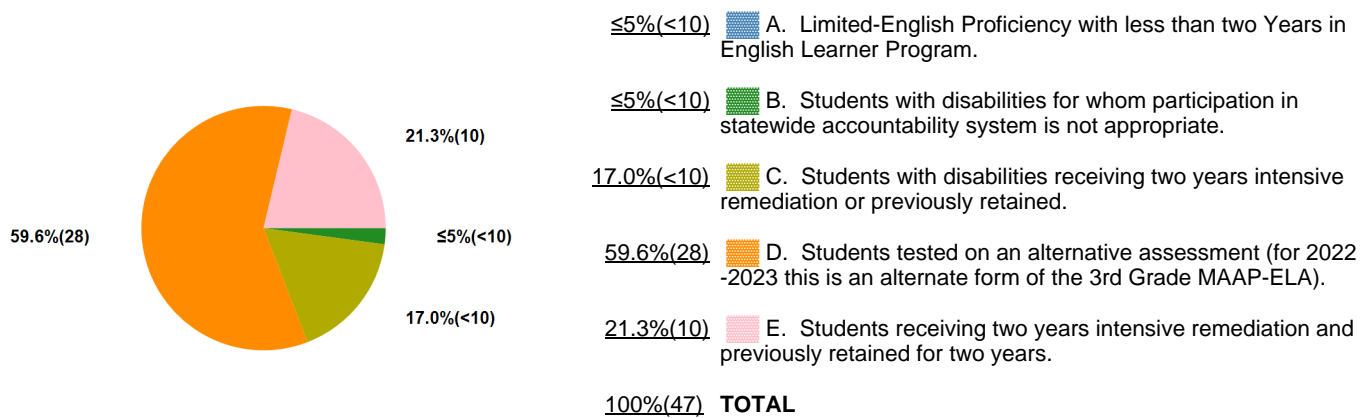 21.3%(10)
59.6%(28)
≤5%(<10)
17.0%(<10)
≤5%(<10) A. Limited-English Proficiency with less than two Years in
English Learner Program.
≤5%(<10) B. Students with disabilities for whom participation in
statewide accountability system is not appropriate.
17.0%(<10) C. Students with disabilities receiving two years intensive
remediation or previously retained.
59.6%(28) D. Students tested on an alternative assessment (for 2022
-2023 this is an alternate form of the 3rd Grade MAAP-ELA).
21.3%(10) E. Students receiving two years intensive remediation and
previously retained for two years.
100%(47) TOTAL